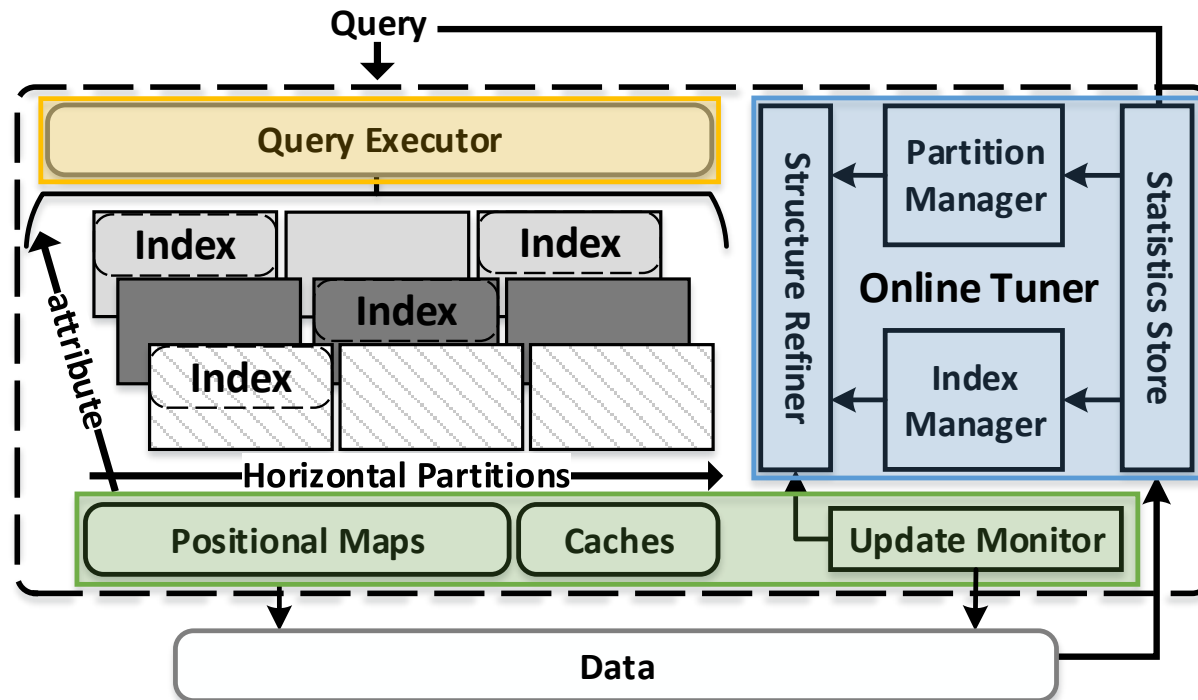 Query
Query Executor
Index
Index
Index
Index
attribute
Horizontal Partitions
Structure Refiner
Partition
Manager
Online Tuner
Index
Manager
Statistics Store
Positional Maps
Caches
Update Monitor
Data